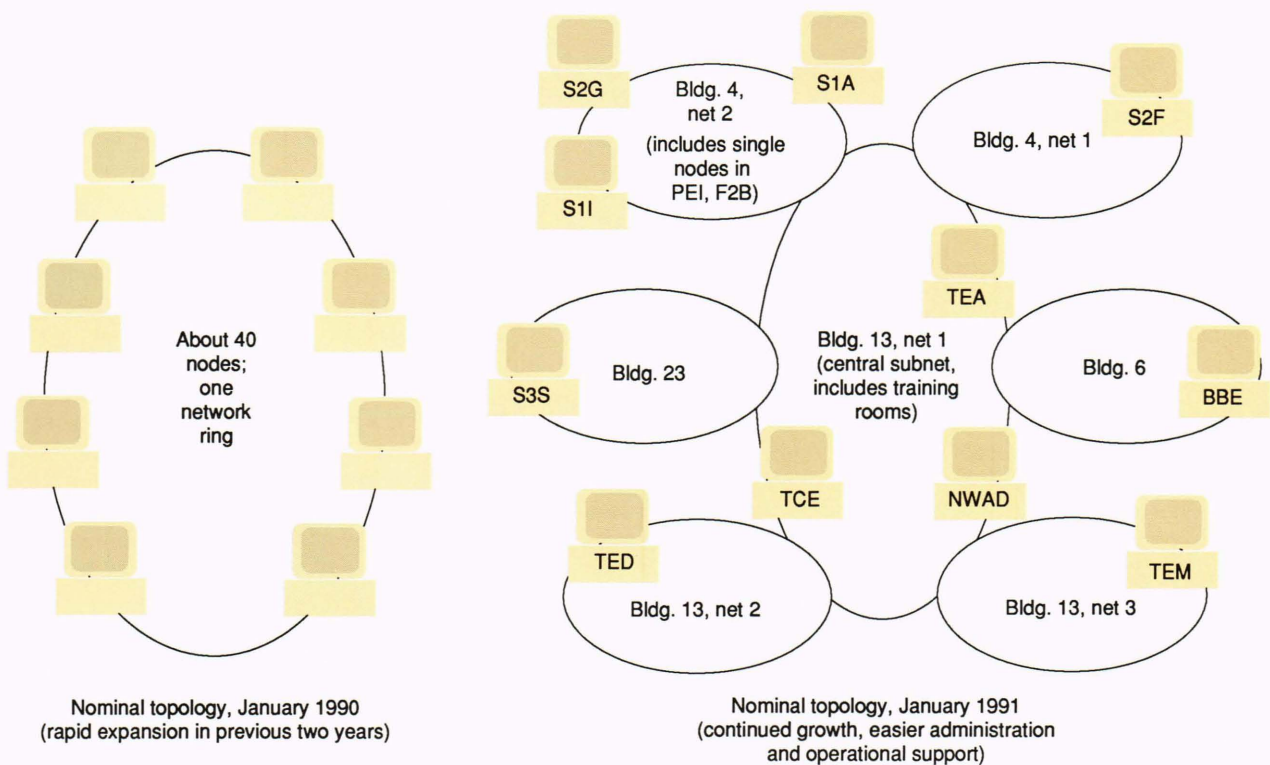 About 40
nodes;
one
network
ring
Nominal topology, January 1990
(rapid expansion in previous two years)
S2G
S1A
Bldg. 4,
net 2
(includes single
nodes in
PEI, F2B)
S1I
S2F
Bldg. 4, net 1
TEA
S3S
Bldg. 23
Bldg. 13, net 1
(central subnet,
includes training
rooms)
Bldg. 6
BBE
TCE
NWAD
TED
Bldg. 13, net 2
TEM
Bldg. 13, net 3
Nominal topology, January 1991
(continued growth, easier administration
and operational support)